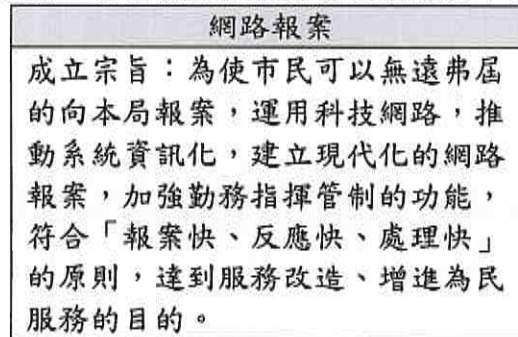 網路報案
成立宗旨：為使市民可以無遠弗屆
的向本局報案，運用科技網路，推
動系統資訊化，建立現代化的網路
報案，加強勤務指揮管制的功能，
符合「報案快、反應快、處理快」
的原則，達到服務改造、增進為民
服務的目的。